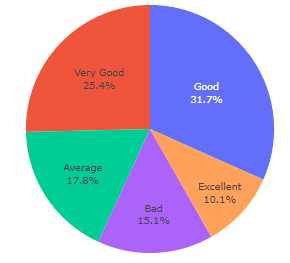 Very Good
25.4%
Good
31.7%
Average
17.8%
Excellent
10.1%
Bad
15.1%